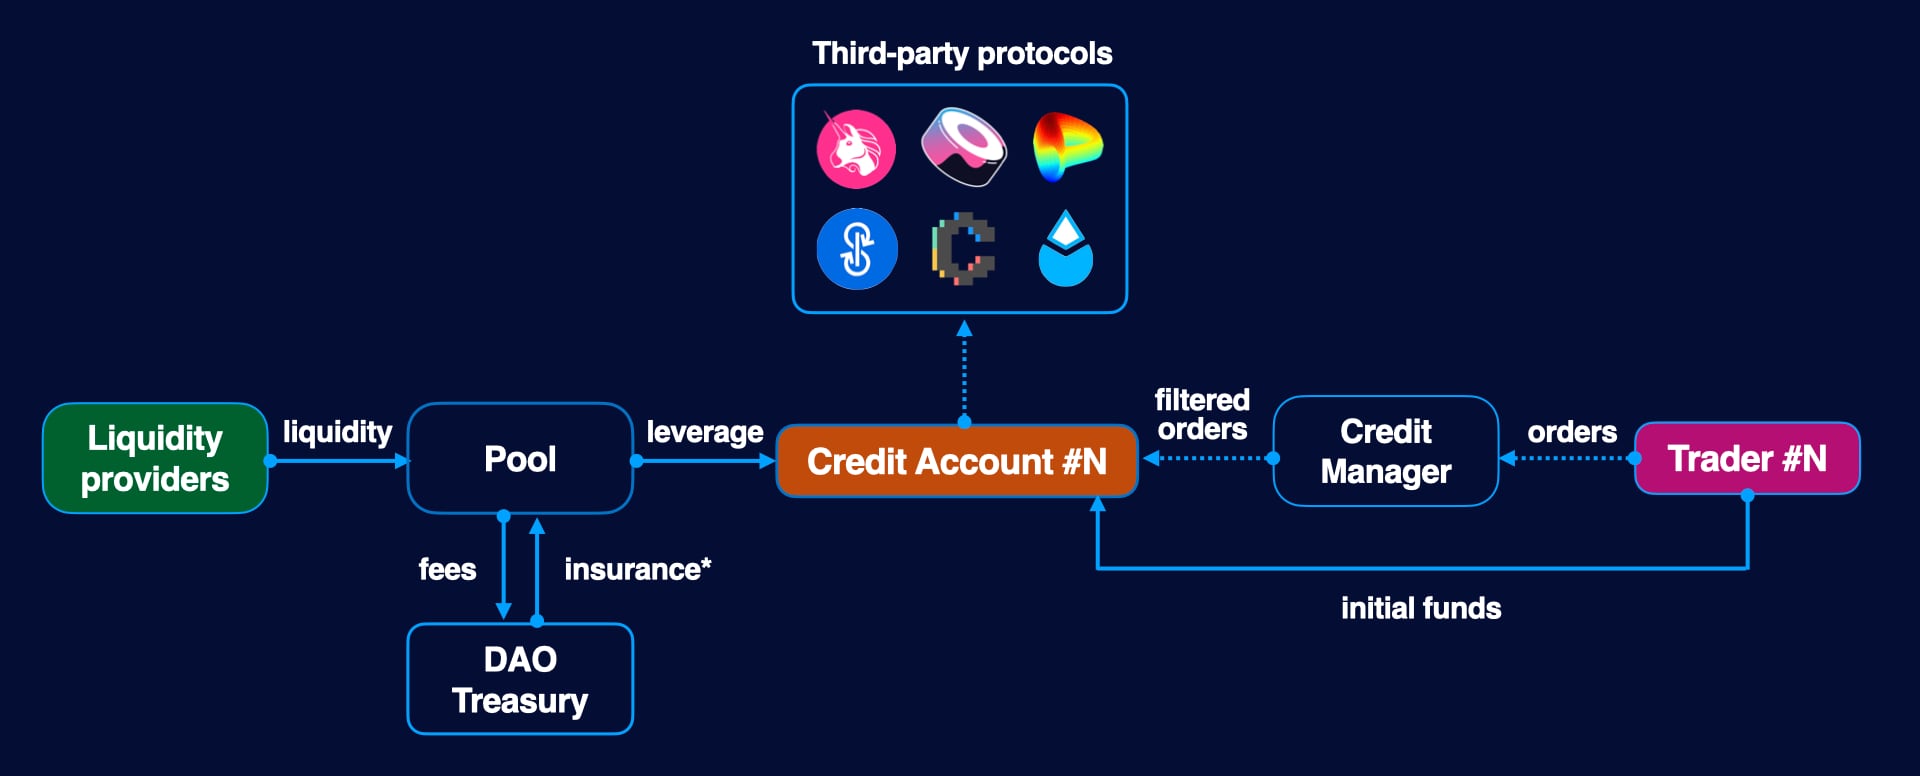 Third-party protocols
Liquidity
providers
liquidity
Pool
leverage
Credit Account #N
filtered
orders
Credit
Manager
orders
Trader #N
fees
insurance*
initial funds
DAO
Treasury